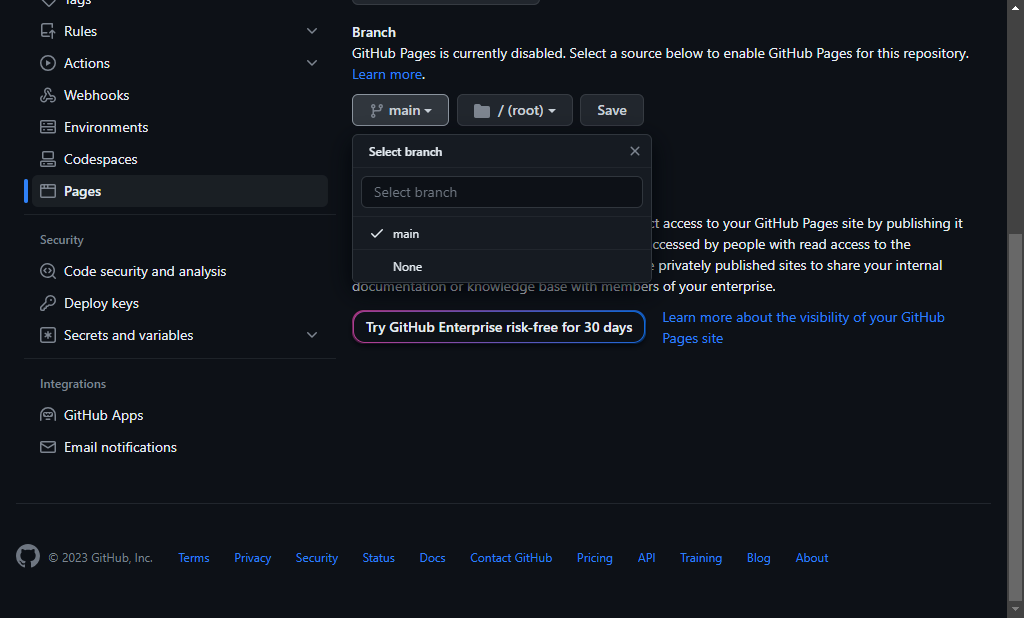 Tags
Rules
Actions
Webhooks
Environments
Codespaces
Pages
Security
Code security and analysis
Deploy keys
Secrets and variables
Integrations
GitHub Apps
Email notifications
Branch
GitHub Pages is currently disabled. Select a source below to enable GitHub Pages for this repository.
Learn more.
main
/ (root)
Save
Select branch
Select branch
main
None
access to your GitHub Pages site by publishing it
accessed by people with read access to the
privately published sites to share your internal
documentation or knowledge base with members of your enterprise.
Try GitHub Enterprise risk-free for 30 days
Learn more about the visibility of your GitHub
Pages site
© 2023 GitHub, Inc.
Terms
Privacy
Security
Status
Docs
Contact GitHub
Pricing
API
Training
Blog
About